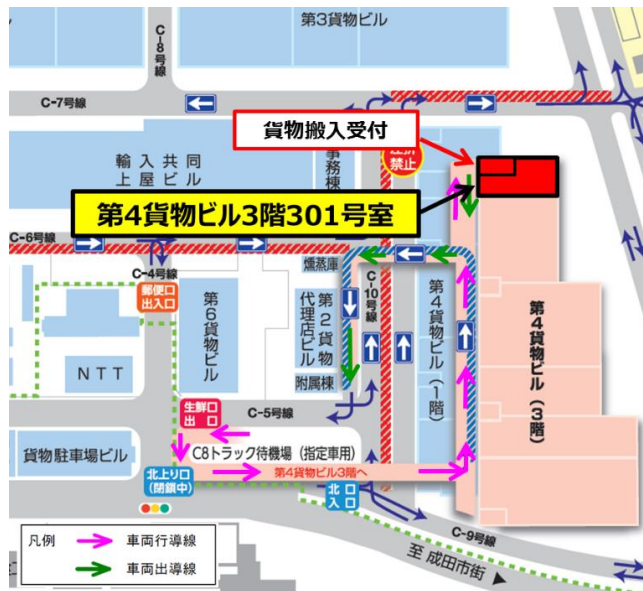 第3貨物ビル
C-8号線
C-7号線
貨物搬入受付
禁止
輸入共同
上屋ビル
事務棟
第4貨物ビル3階301号室
C-6号線
C-4号線
郵便口
出入口
燻蒸庫
C-10号線
第6貨物ビル
第2貨物
代理店ビル
附属棟
第4貨物ビル(1階)
第4貨物ビル(3階)
NTT
生鮮口
出口
C-5号線
貨物駐車場ビル
C8トラック待機場(指定車用)
北上り口
(閉鎖中)
第4貨物ビル3階へ
北口
入口
凡例
車両行導線
車両出導線
C-9号線
至 成田市街